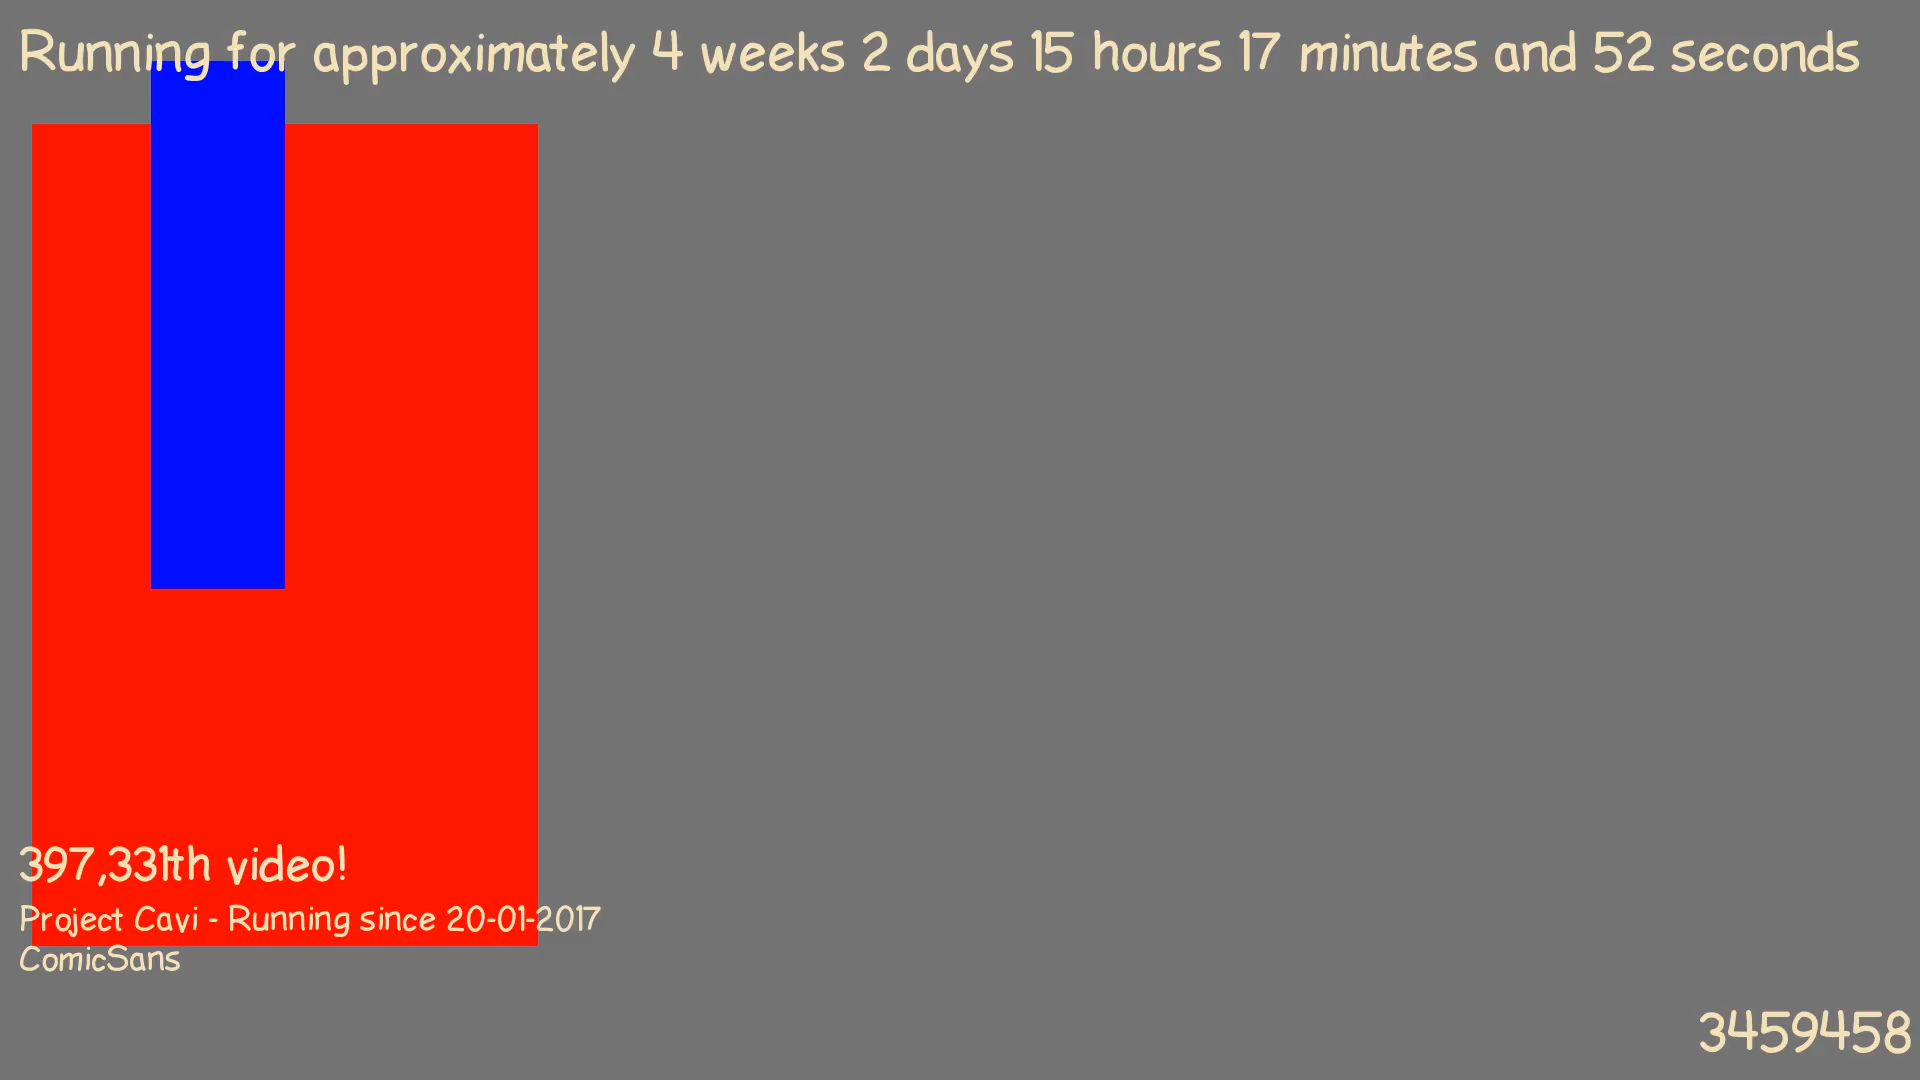 Running for approximately 4 weeks 2 days 15 hours 17 minutes and 52 seconds
397,331th video!
Project Cavi - Running since 20-01-2017
ComicSans
3459458